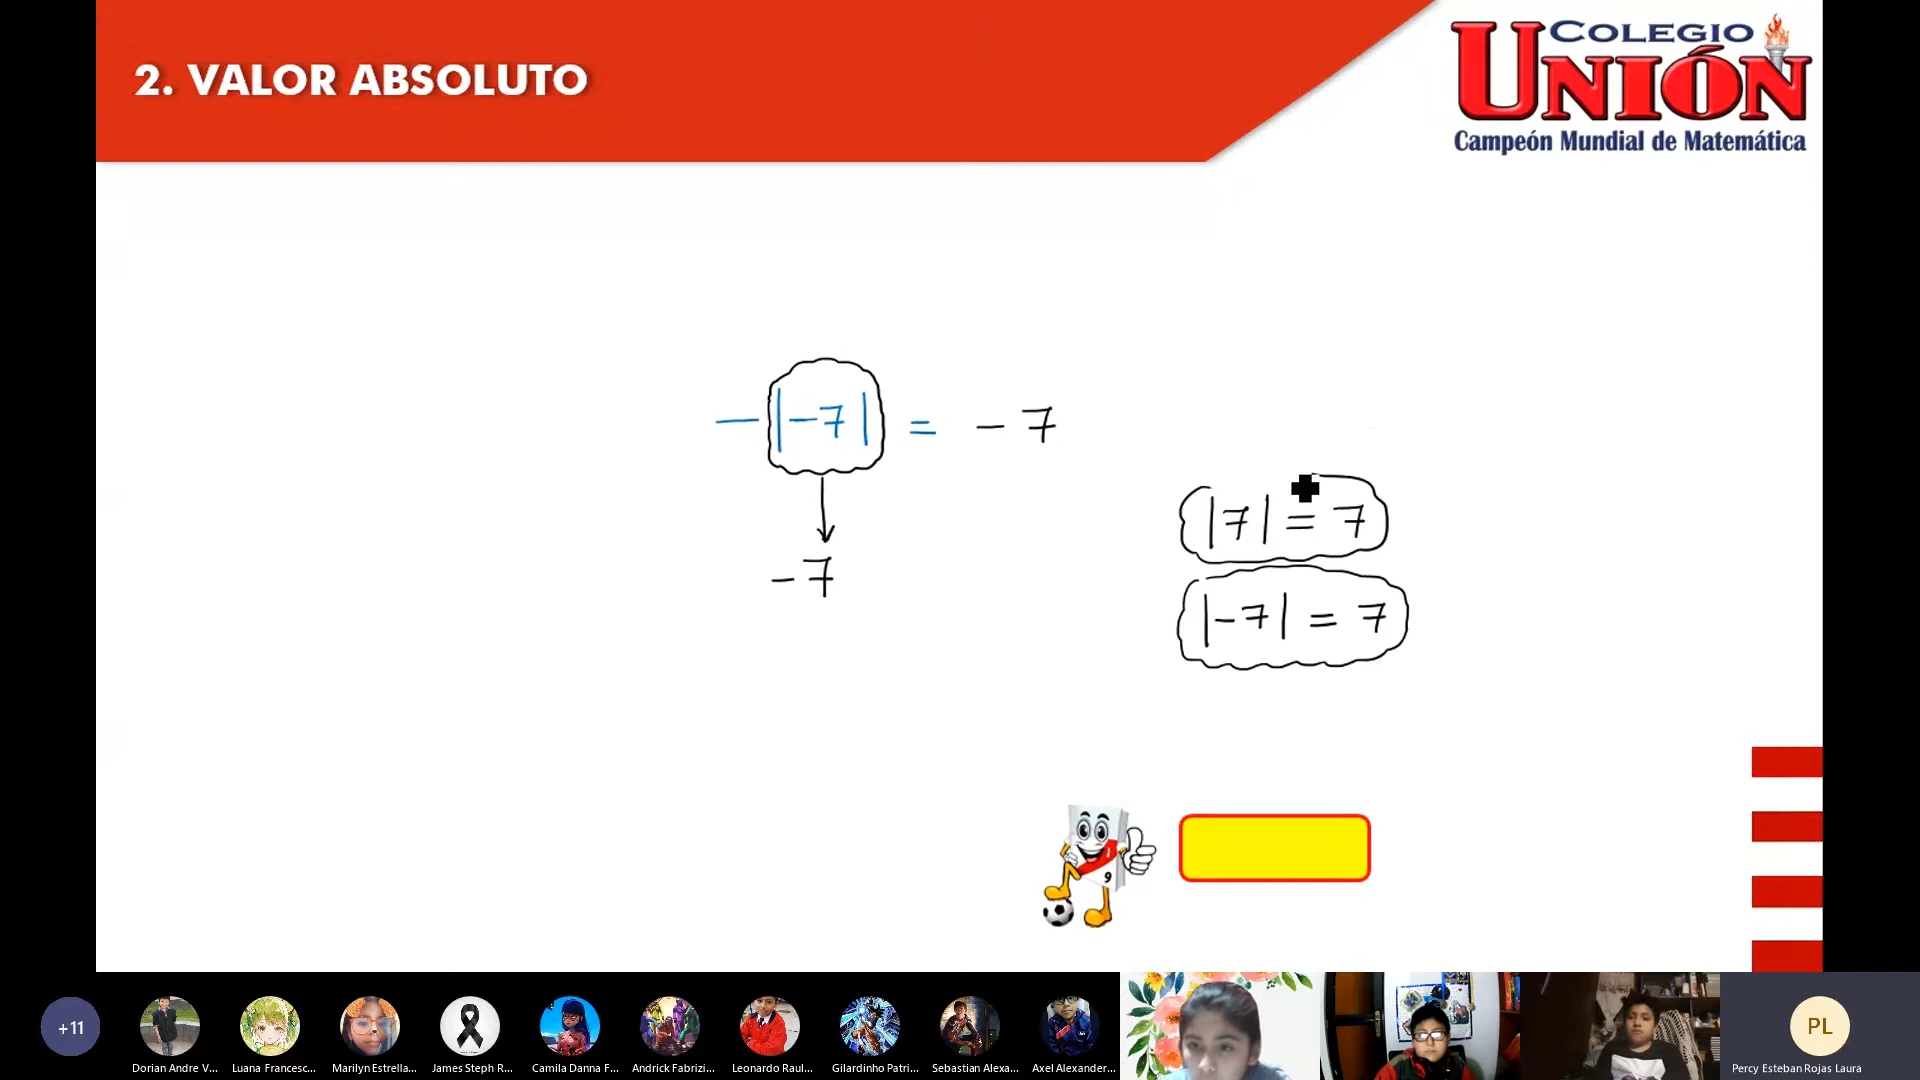 2. VALOR ABSOLUTO
COLEGIO
UNIÓN
Campeón Mundial de Matemática
-|-7| = -7
-7
|7| = 7
|-7| = 7
1
9
+11
Dorian Andre V...
Luana Francesc...
Marilyn Estrella...
James Steph R...
Camila Danna F...
Andrick Fabrizi...
Leonardo Raul...
Gilardinho Patri...
Sebastian Alexa...
Axel Alexander...
PL
Percy Esteban Rojas Laura